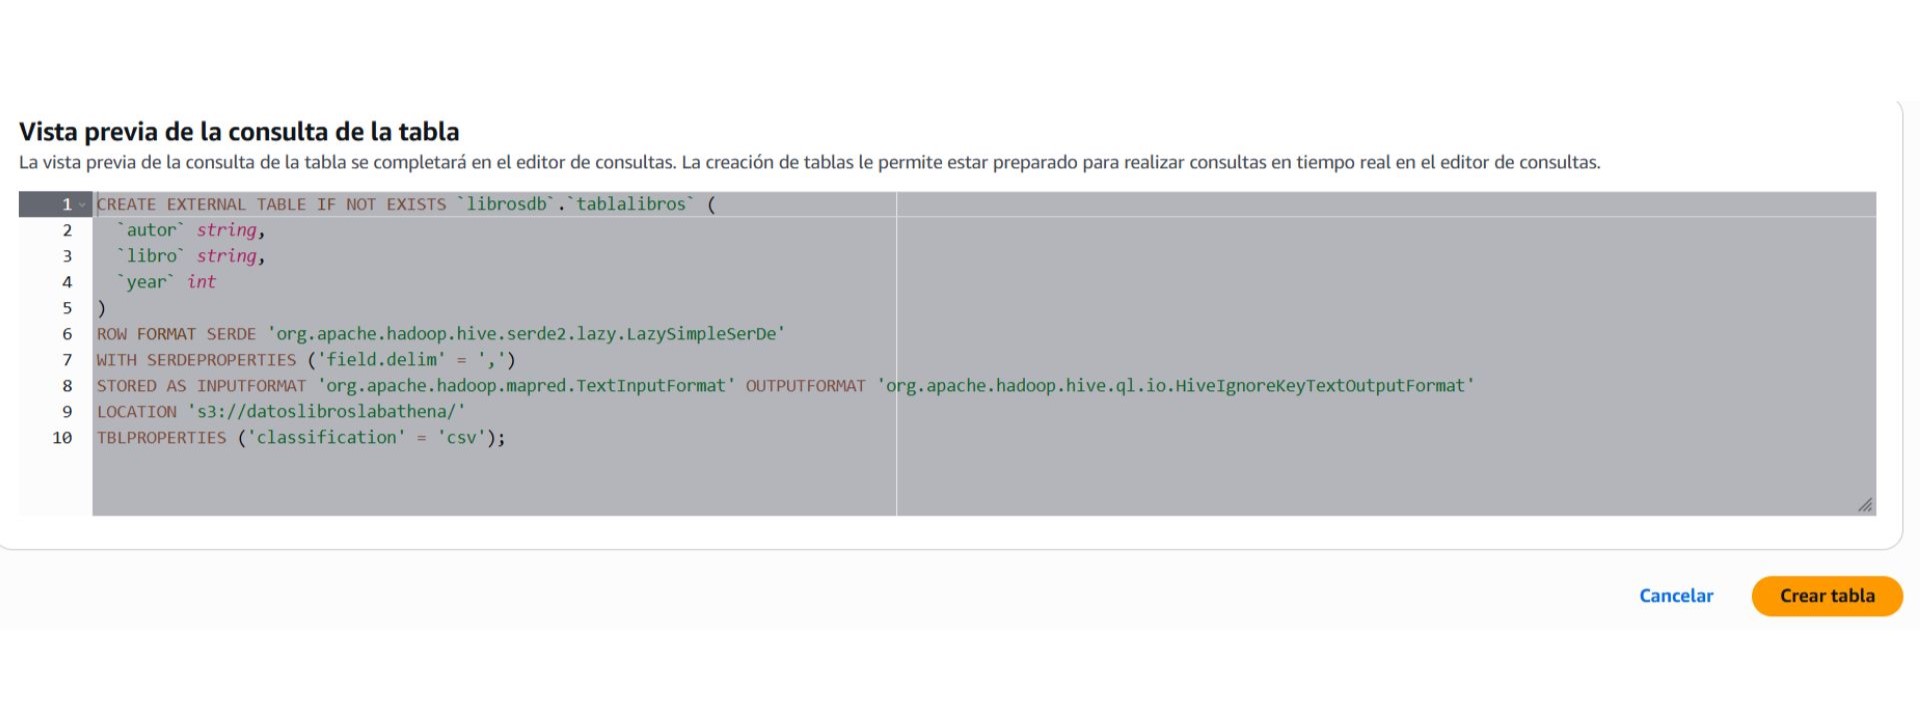 Vista previa de la consulta de la tabla
La vista previa de la consulta de la tabla se completará en el editor de consultas. La creación de tablas le permite estar preparado para realizar consultas en tiempo real en el editor de consultas.
1 CREATE EXTERNAL TABLE IF NOT EXISTS `librosdb`.`tablalibros` (
2 `autor` string,
3 `libro` string,
4 `year` int
5 )
6 ROW FORMAT SERDE 'org.apache.hadoop.hive.serde2.lazy.LazySimpleSerDe'
7 WITH SERDEPROPERTIES ('field.delim' = ',')
8 STORED AS INPUTFORMAT 'org.apache.hadoop.mapred.TextInputFormat' OUTPUTFORMAT 'org.apache.hadoop.hive.ql.io.HiveIgnoreKeyTextOutputFormat'
9 LOCATION 's3://datoslibroslabathena/'
10 TBLPROPERTIES ('classification' = 'csv');
Cancelar Crear tabla